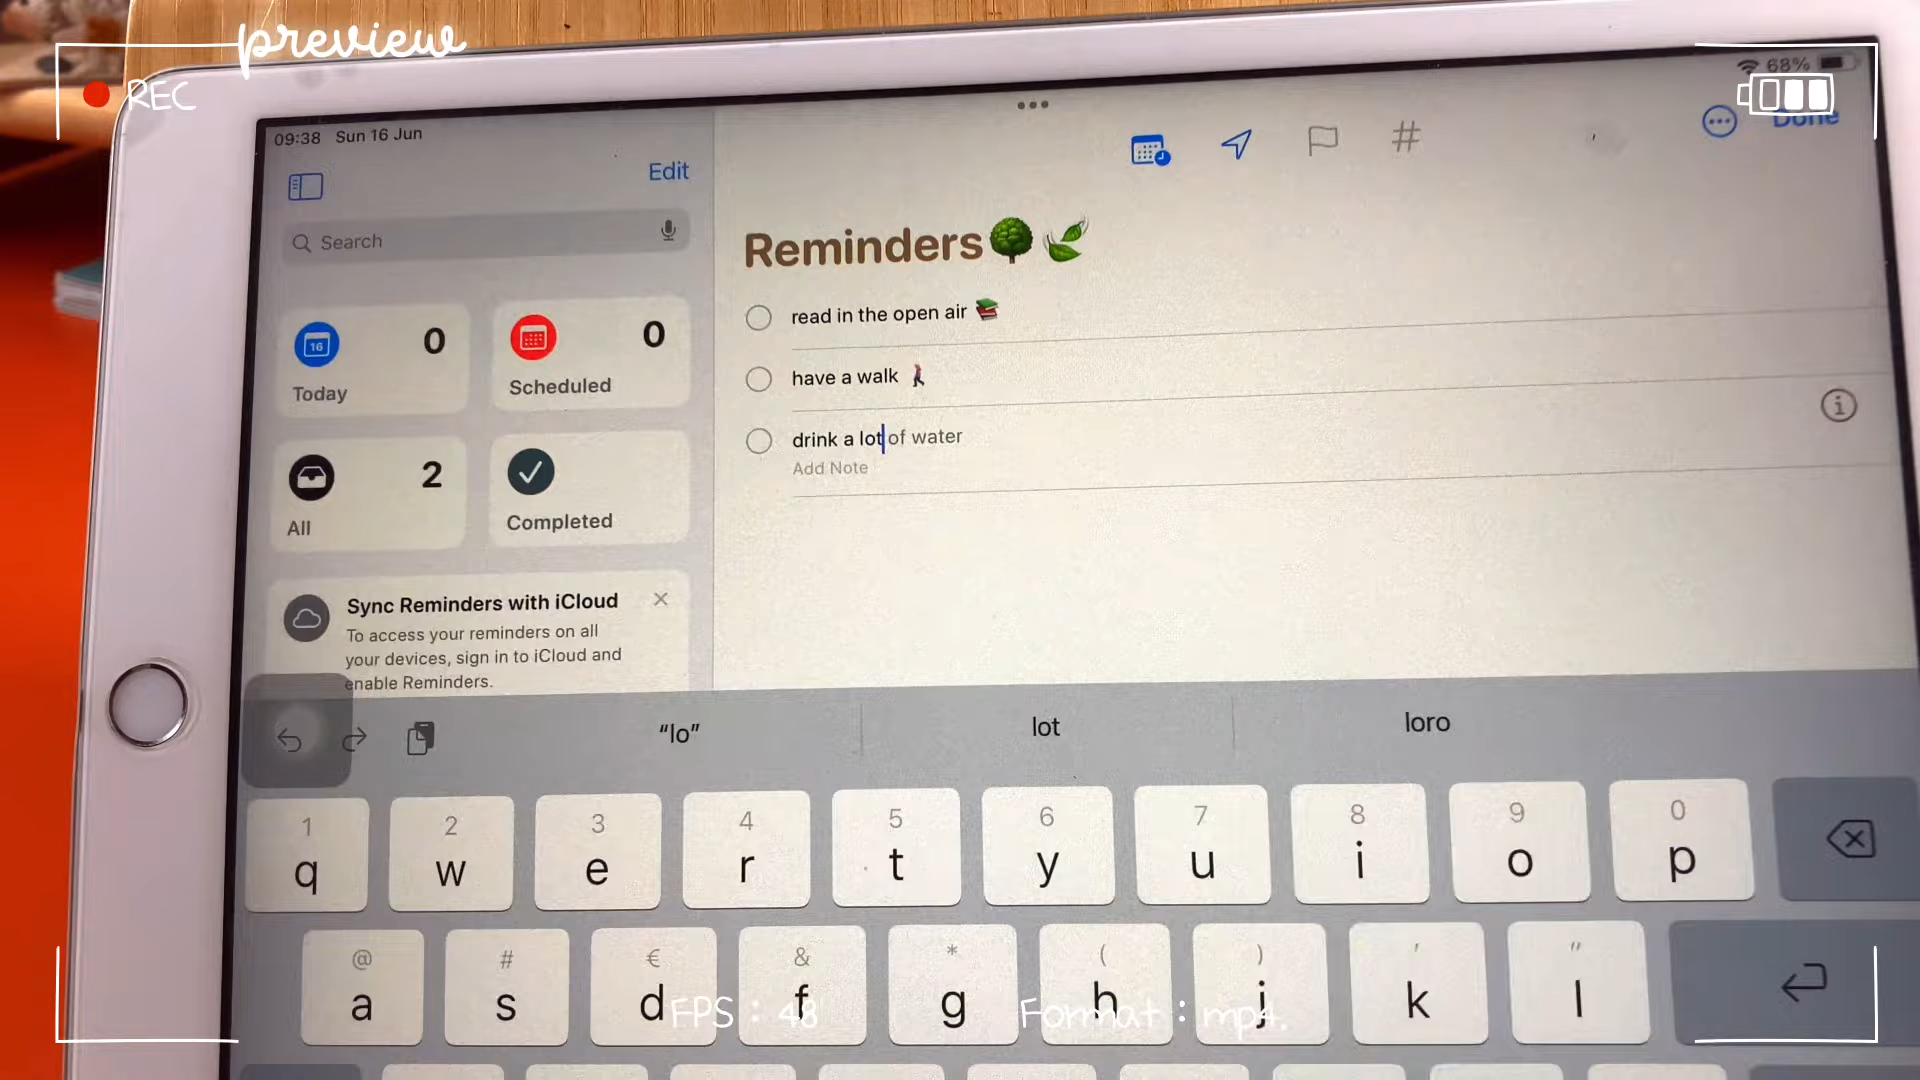 preview
REC
68%
09:38 Sun 16 Jun
Done
Edit
Search
Reminders
16
0
Today
0
Scheduled
2
All
Completed
read in the open air
have a walk
drink a lot of water
Add Note
Sync Reminders with iCloud
To access your reminders on all
your devices, sign in to iCloud and
enable Reminders.
“lo” lot loro
1 2 3 4 5 6 7 8 9 0
q w e r t y u i o p
@ # € & * ( ) ' "
a s d f g h j k l
FPS : 48 Format : mp4.